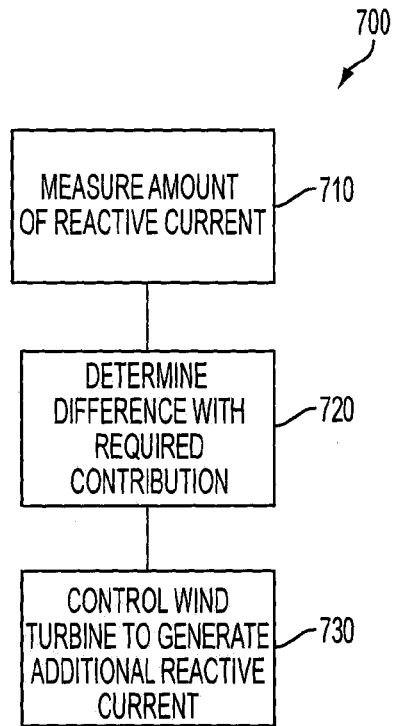 700
MEASURE AMOUNT
OF REACTIVE CURRENT
710
DETERMINE
DIFFERENCE WITH
REQUIRED
CONTRIBUTION
720
CONTROL WIND
TURBINE TO GENERATE
ADDITIONAL REACTIVE
CURRENT
730